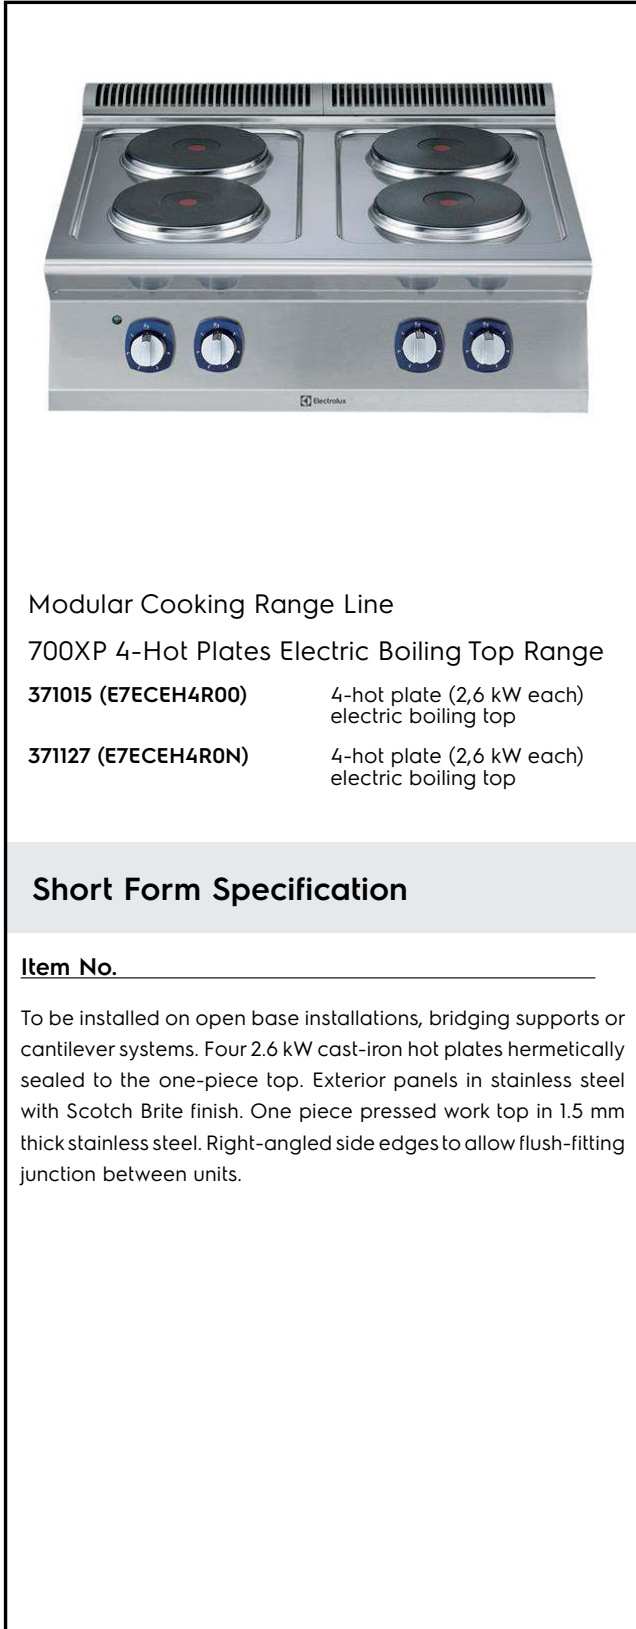 Electrolux
Modular Cooking Range Line
700XP 4-Hot Plates Electric Boiling Top Range
371015 (E7ECEH4R00) 4-hot plate (2,6 kW each)
electric boiling top
371127 (E7ECEH4R0N) 4-hot plate (2,6 kW each)
electric boiling top
Short Form Specification
Item No.
To be installed on open base installations, bridging supports or
cantilever systems. Four 2.6 kW cast-iron hot plates hermetically
sealed to the one-piece top. Exterior panels in stainless steel
with Scotch Brite finish. One piece pressed work top in 1.5 mm
thick stainless steel. Right-angled side edges to allow flush-fitting
junction between units.